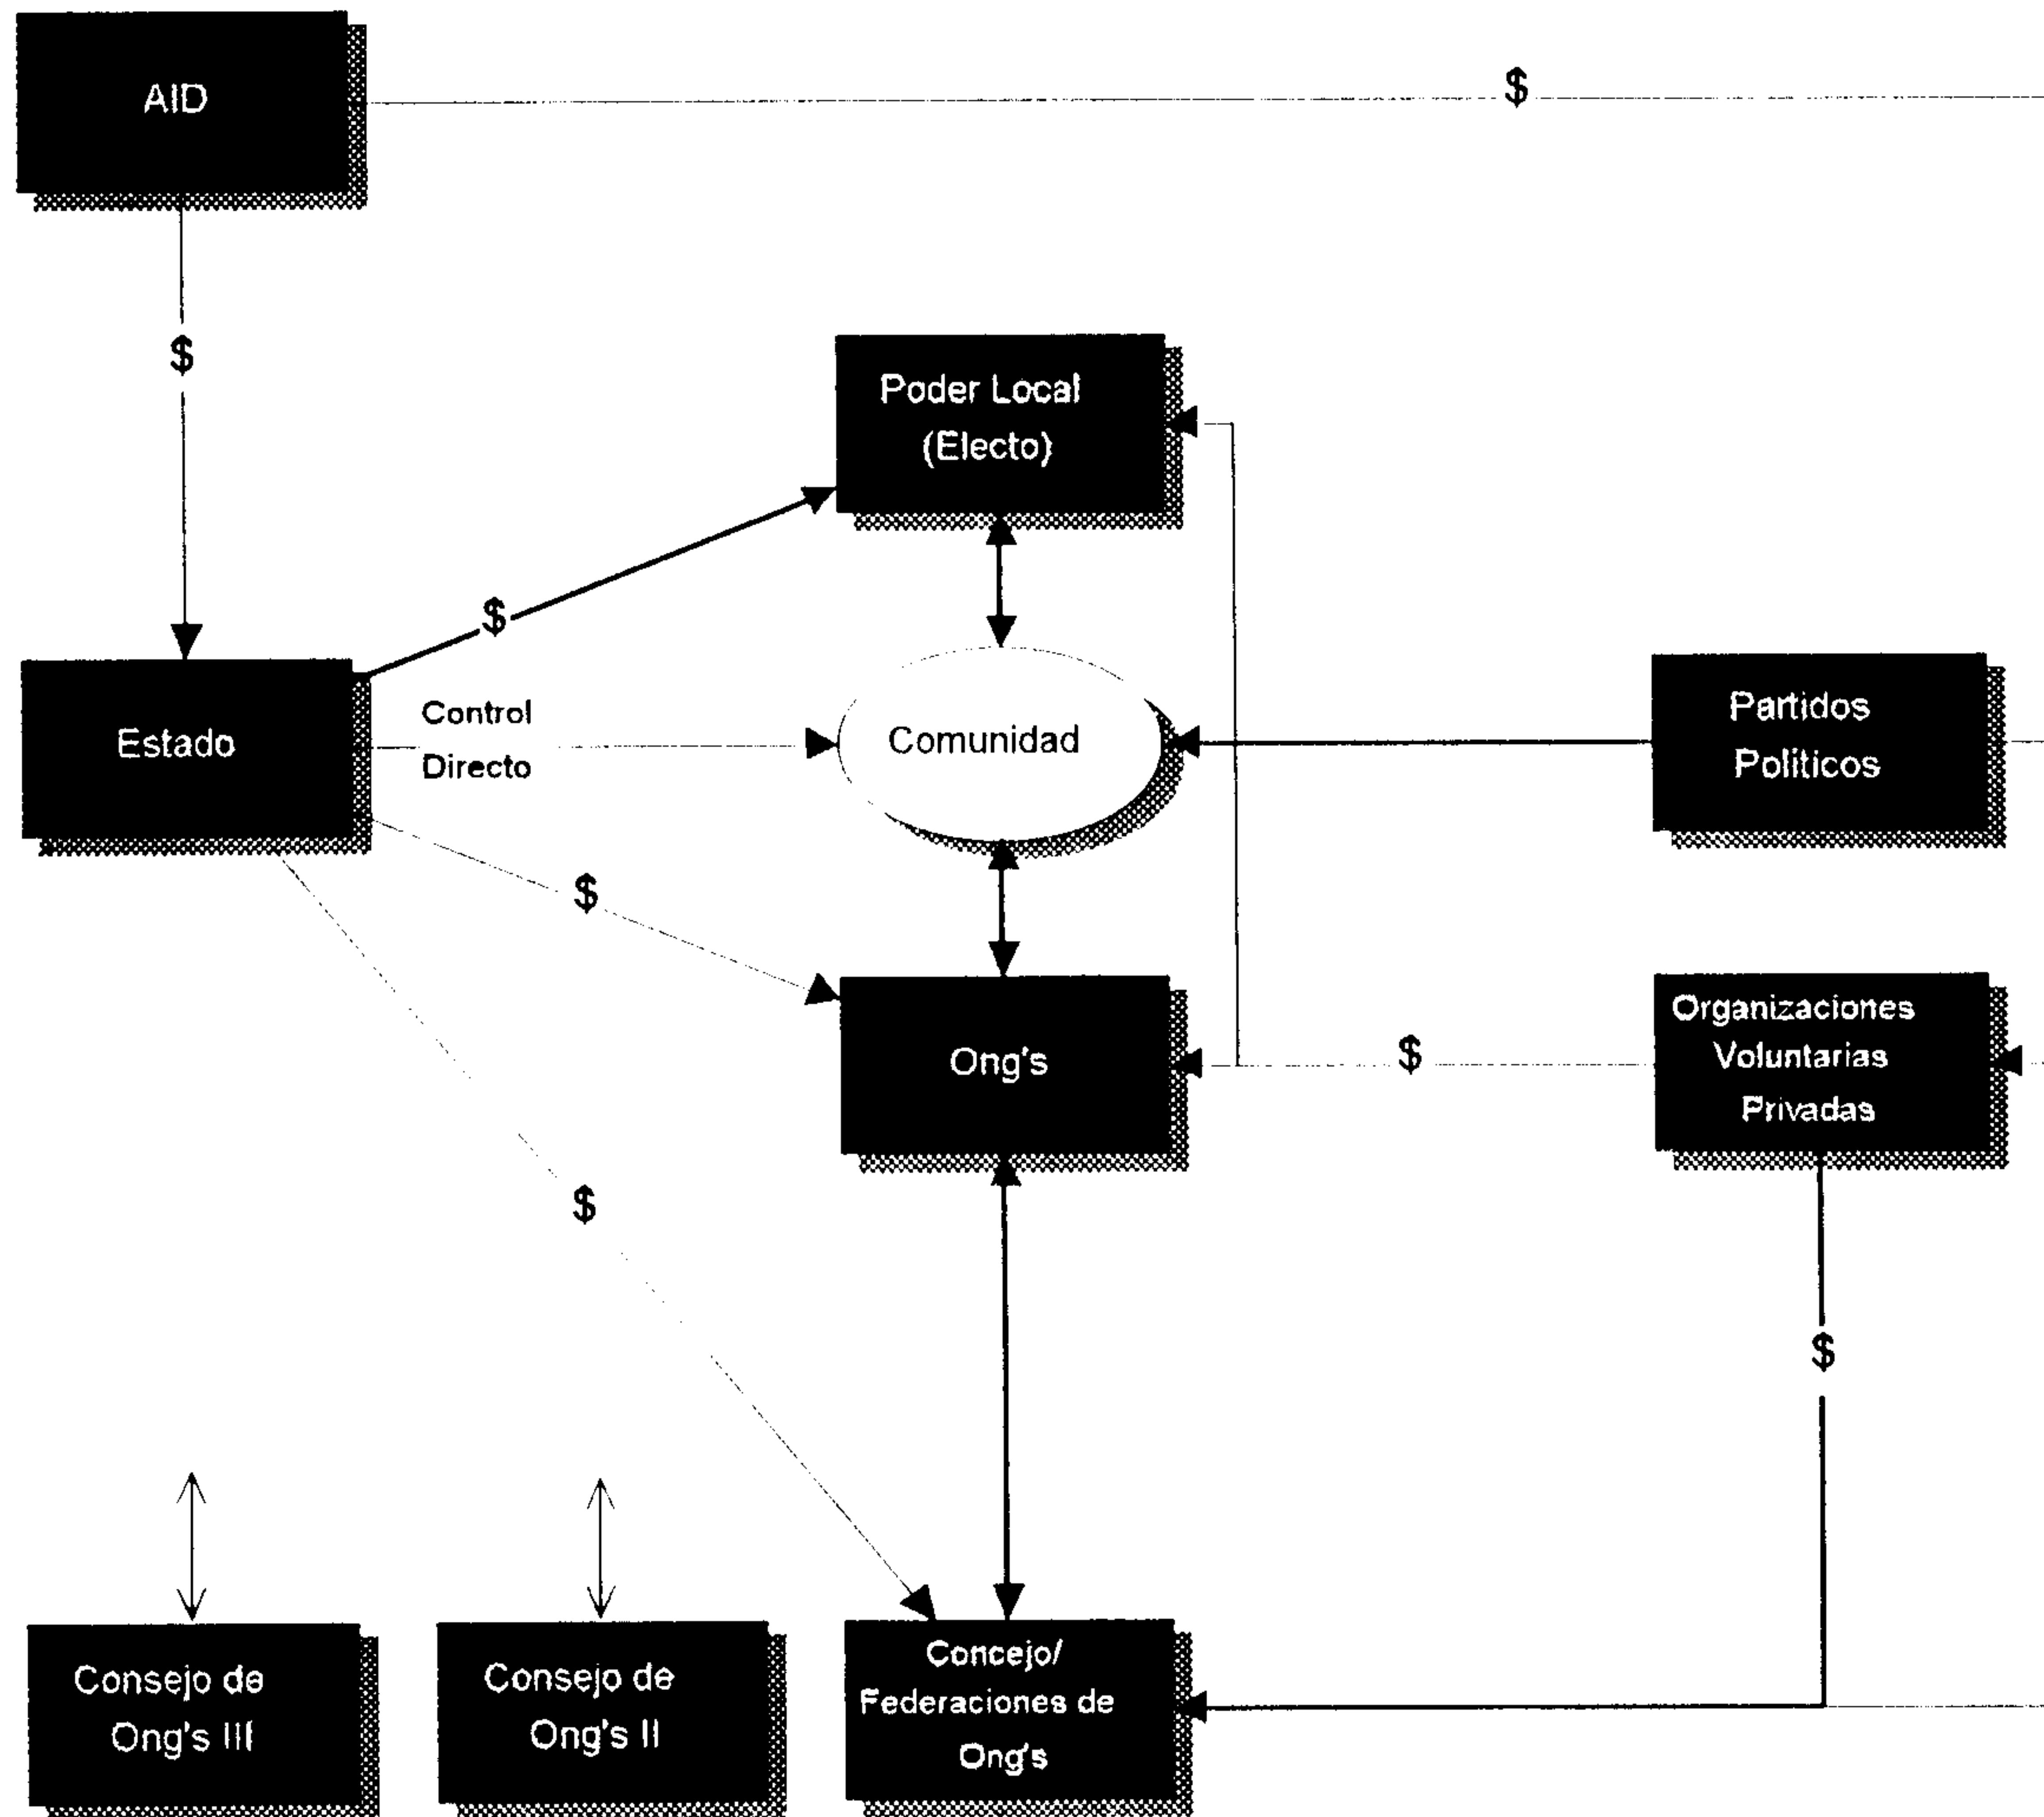 AID
$
$
Poder Local
(Electo)
$
Control
Directo
Estado
Comunidad
Partidos
Politicos
$
Ong's
$
Organizaciones
Voluntarias
Privadas
$
$
Consejo de
Ong's III
Consejo de
Ong's II
Concejo/
Federaciones de
Ong's